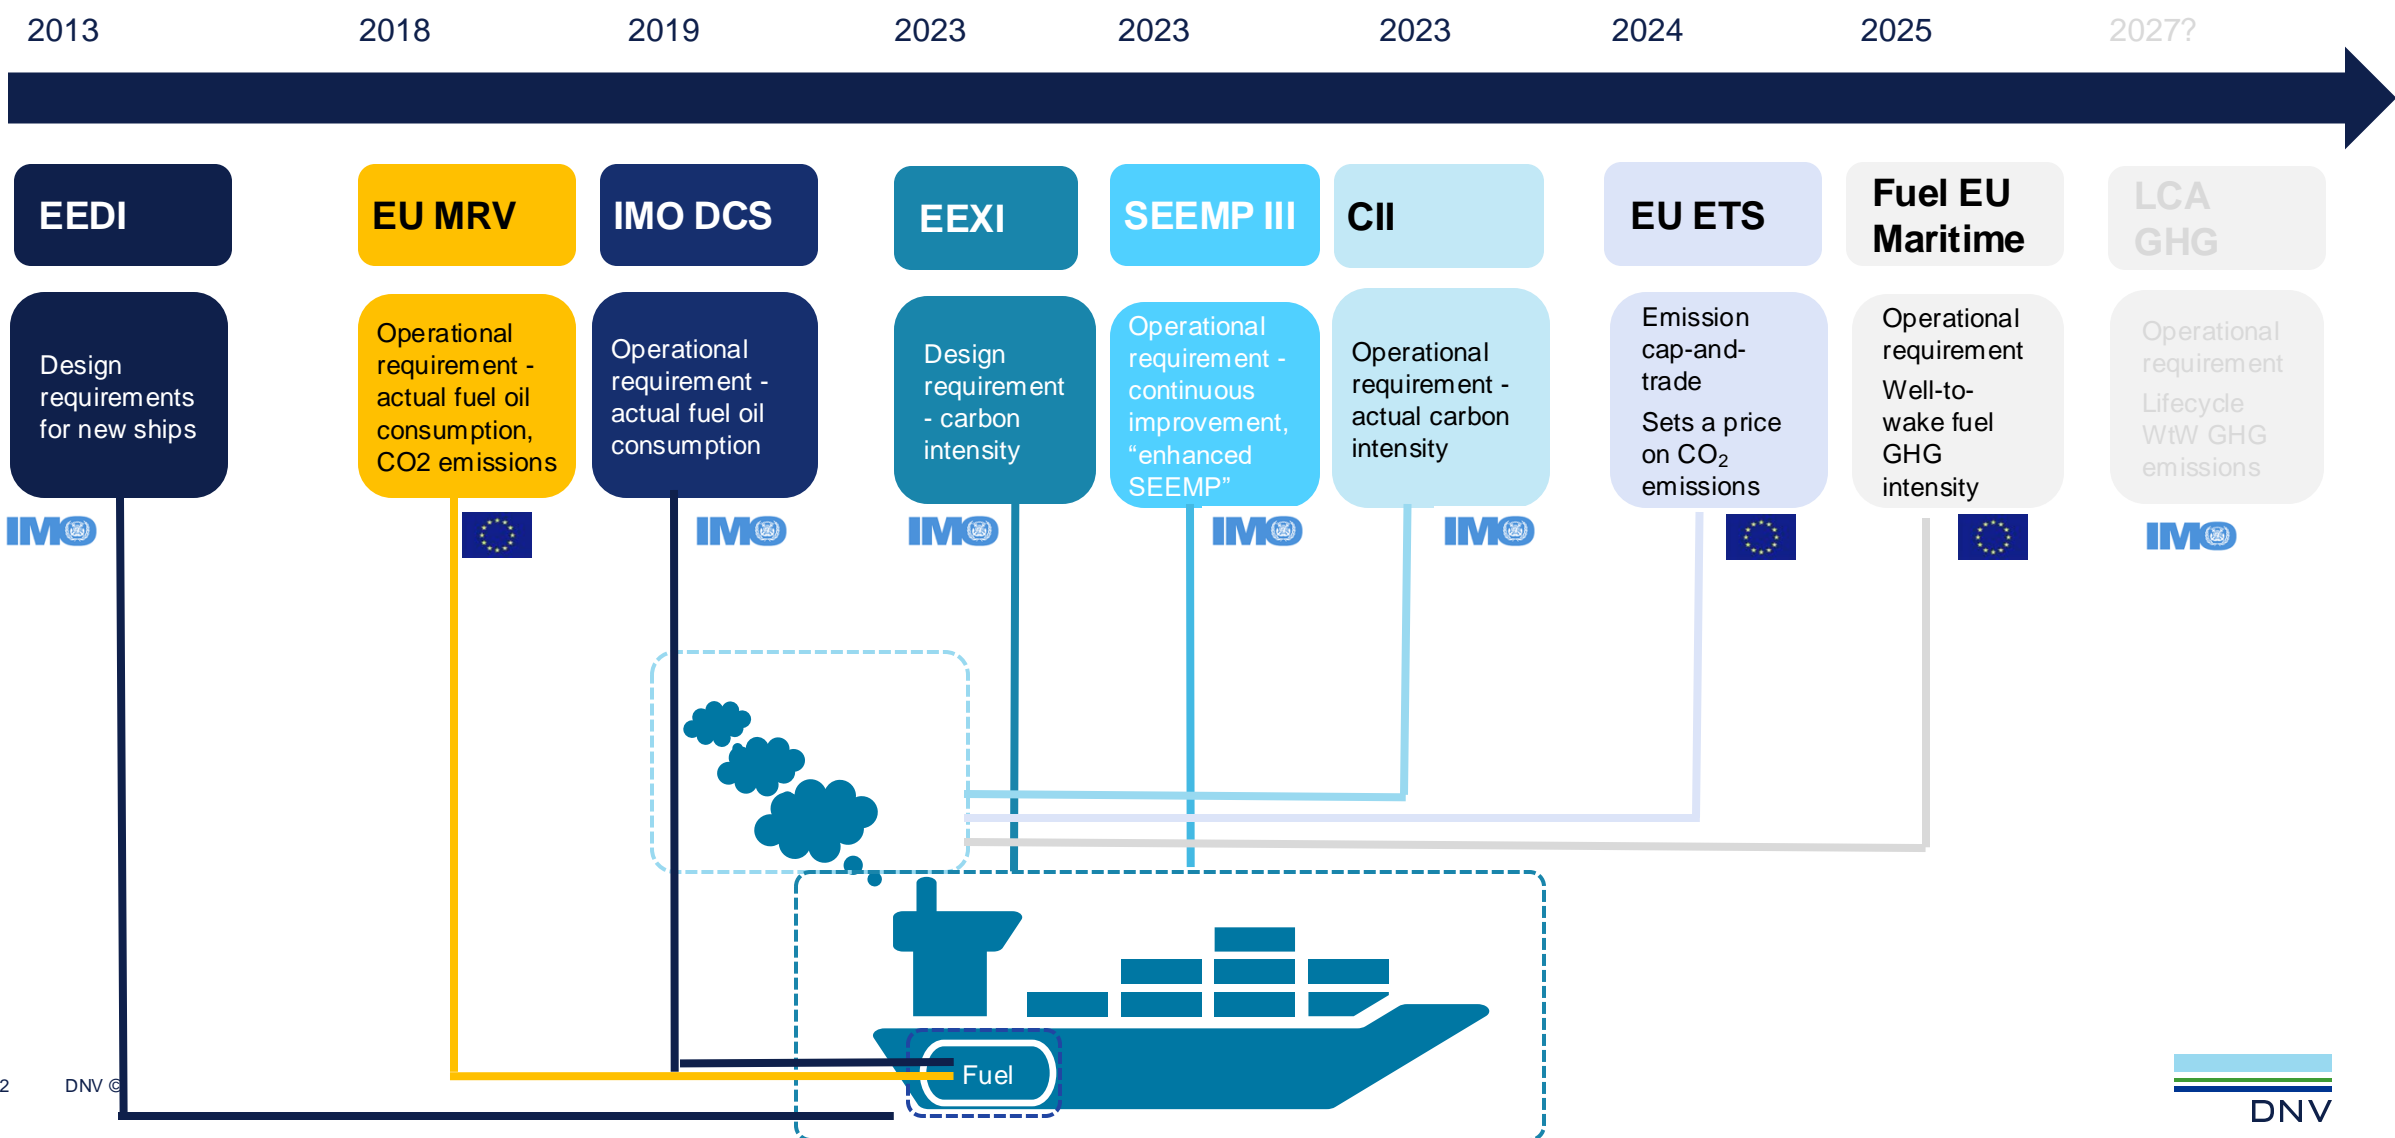 2013
2018
2019
2023
2023
2023
2024
2025
2027?
EEDI
EU MRV
IMO DCS
EEXI
SEEMP III
CII
EU ETS
Fuel EU
Maritime
LCA
GHG
Design
requirements
for new ships
Operational
requirement -
actual fuel oil
consumption,
CO2 emissions
Operational
requirement -
actual fuel oil
consumption
Design
requirement
- carbon
intensity
Operational
requirement -
continuous
improvement,
“enhanced
SEEMP”
Operational
requirement -
actual carbon
intensity
Emission
cap-and-
trade
Sets a price
on CO₂
emissions
Operational
requirement
Well-to-
wake fuel
GHG
intensity
Operational
requirement
Lifecycle
WtW GHG
emissions
IMO
IMO
IMO
IMO
IMO
IMO
Fuel
2
DNV ©
DNV